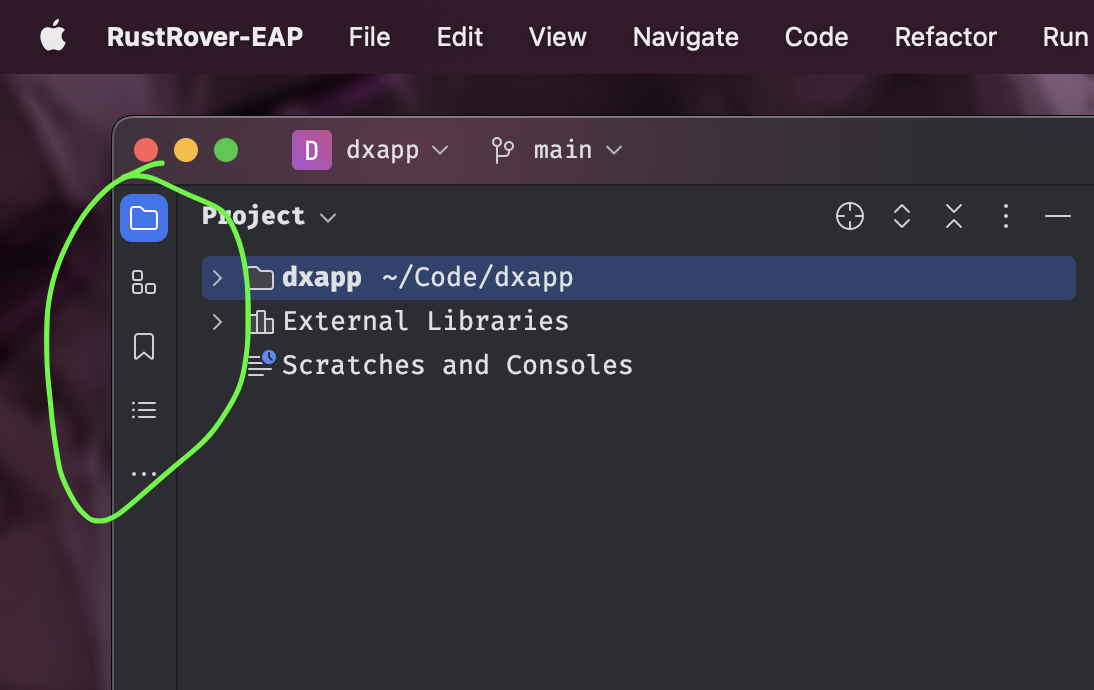 RustRover-EAP File Edit View Navigate Code Refactor Run
D dxapp main
Project
dxapp ~/Code/dxapp
External Libraries
Scratches and Consoles